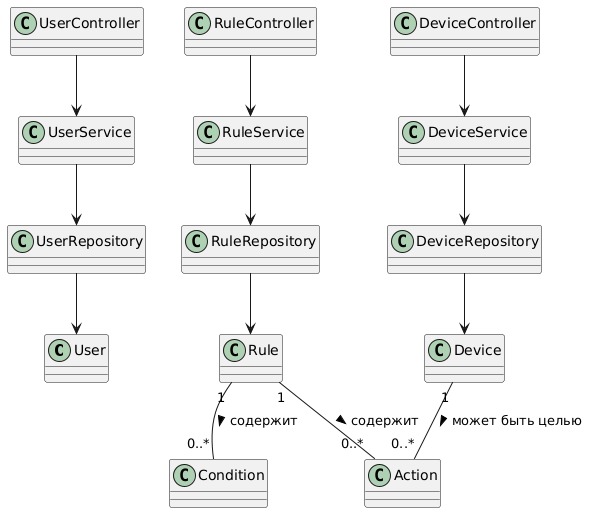 C UserController
C RuleController
C DeviceController
C UserService
C RuleService
C DeviceService
C UserRepository
C RuleRepository
C DeviceRepository
C User
C Rule
C Device
1
1
1
содержит
содержит
может быть целью
0..*
0..*
0..*
C Condition
C Action